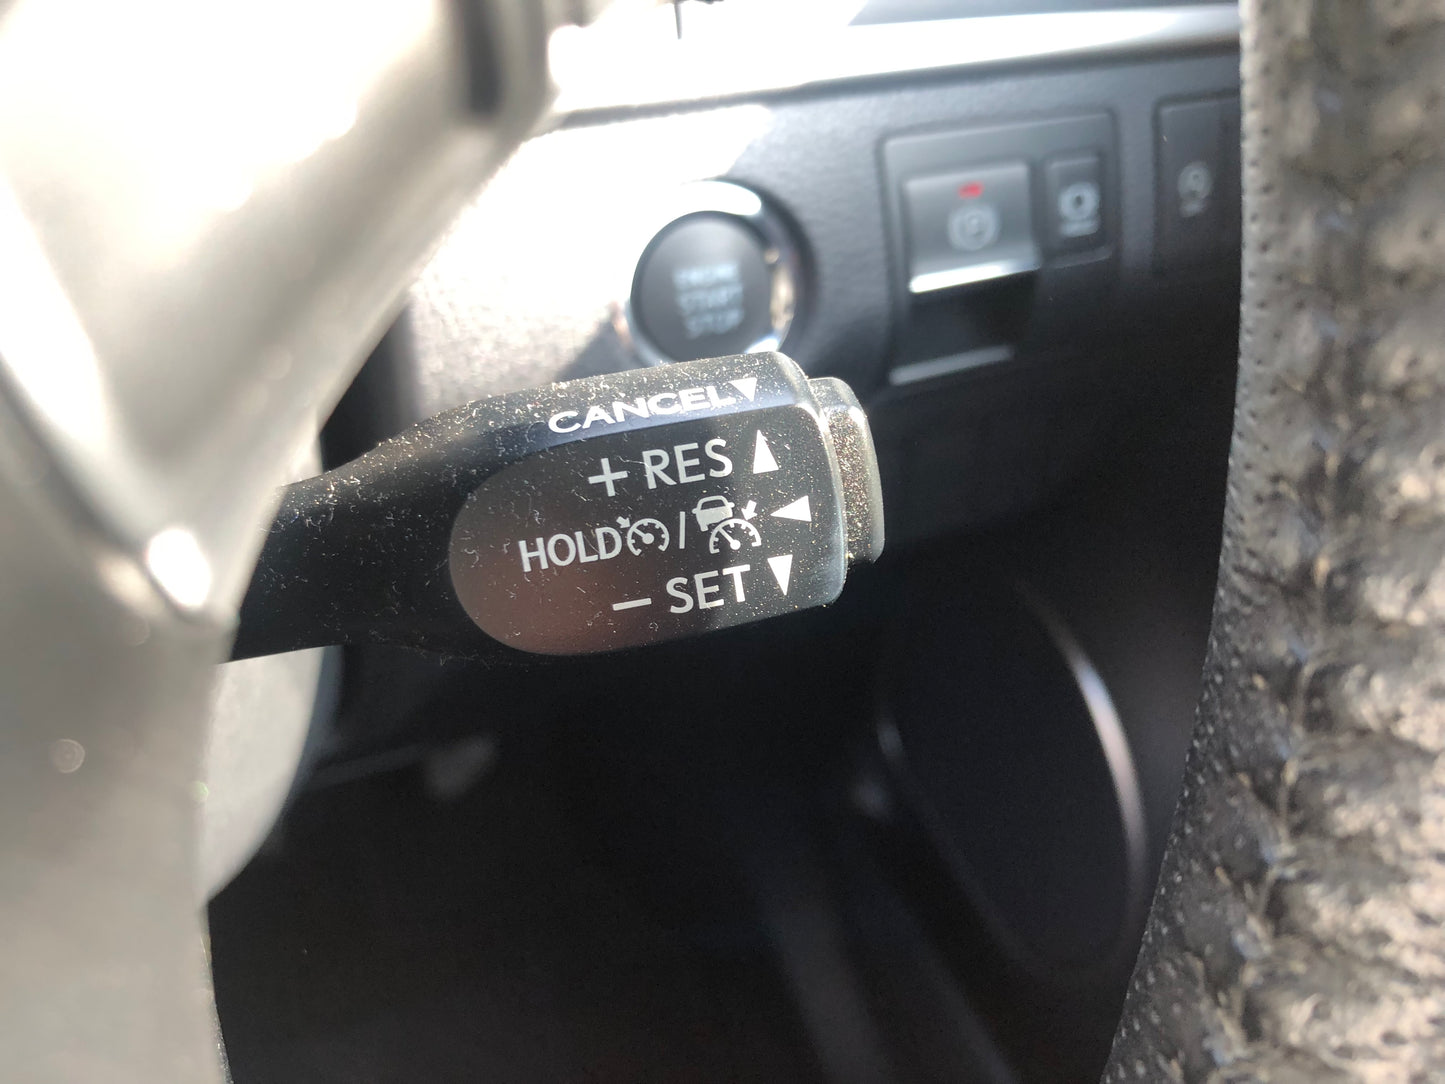 ENGINE
START
STOP
CANCEL
+ RES
HOLD /
− SET